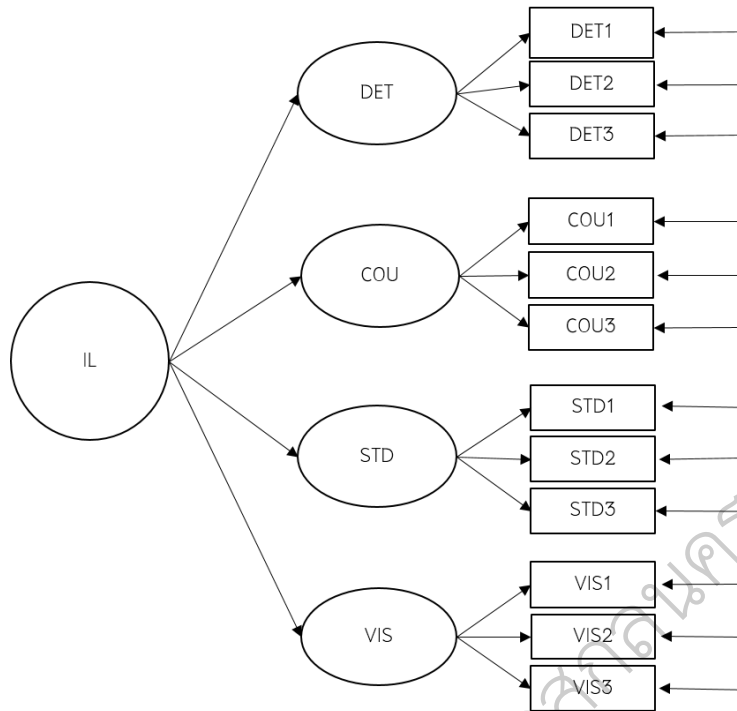 DET1
DET
DET2
DET3
COU1
COU
COU2
COU3
IL
STD1
STD
STD2
STD3
VIS1
VIS
VIS2
VIS3